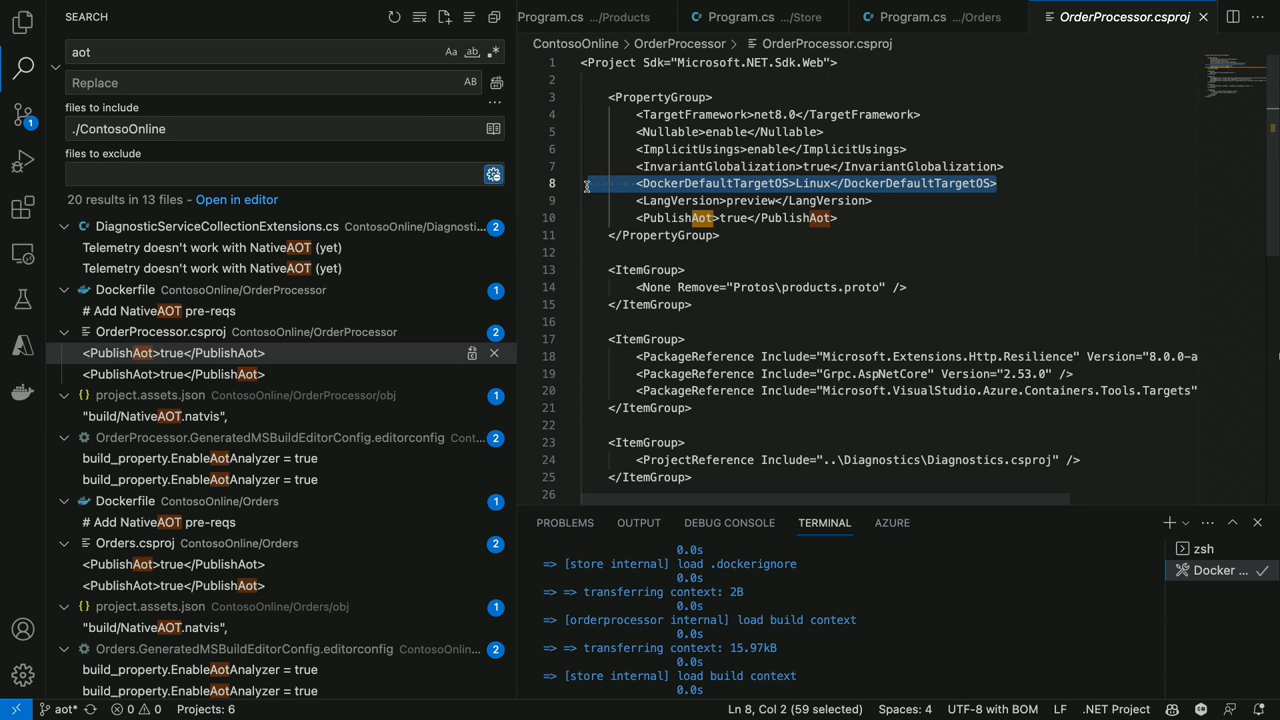 SEARCH
aot
Aa
ab
.*
Replace
AB
files to include
./ContosoOnline
files to exclude
20 results in 13 files - Open in editor
DiagnosticServiceCollectionExtensions.cs ContosoOnline/Diagnosti... 2
Telemetry doesn't work with NativeAOT (yet)
Telemetry doesn't work with NativeAOT (yet)
Dockerfile ContosoOnline/OrderProcessor 1
# Add NativeAOT pre-reqs
OrderProcessor.csproj ContosoOnline/OrderProcessor 2
<PublishAot>true</PublishAot>
<PublishAot>true</PublishAot>
{} project.assets.json ContosoOnline/OrderProcessor/obj 1
"build/NativeAOT.natvis",
OrderProcessor.GeneratedMSBuildEditorConfig.editorconfig Cont... 2
build_property.EnableAotAnalyzer = true
build_property.EnableAotAnalyzer = true
Dockerfile ContosoOnline/Orders 1
# Add NativeAOT pre-reqs
Orders.csproj ContosoOnline/Orders 2
<PublishAot>true</PublishAot>
<PublishAot>true</PublishAot>
{} project.assets.json ContosoOnline/Orders/obj 1
"build/NativeAOT.natvis",
Orders.GeneratedMSBuildEditorConfig.editorconfig ContosoOnlin... 2
build_property.EnableAotAnalyzer = true
build_property.EnableAotAnalyzer = true
Program.cs .../Products
Program.cs .../Store
Program.cs .../Orders
OrderProcessor.csproj
ContosoOnline > OrderProcessor > OrderProcessor.csproj
1 <Project Sdk="Microsoft.NET.Sdk.Web">
2
3 <PropertyGroup>
4 <TargetFramework>net8.0</TargetFramework>
5 <Nullable>enable</Nullable>
6 <ImplicitUsings>enable</ImplicitUsings>
7 <InvariantGlobalization>true</InvariantGlobalization>
8 <DockerDefaultTargetOS>Linux</DockerDefaultTargetOS>
9 <LangVersion>preview</LangVersion>
10 <PublishAot>true</PublishAot>
11 </PropertyGroup>
12
13 <ItemGroup>
14 <None Remove="Protos\products.proto" />
15 </ItemGroup>
16
17 <ItemGroup>
18 <PackageReference Include="Microsoft.Extensions.Http.Resilience" Version="8.0.0-a
19 <PackageReference Include="Grpc.AspNetCore" Version="2.53.0" />
20 <PackageReference Include="Microsoft.VisualStudio.Azure.Containers.Tools.Targets"
21 </ItemGroup>
22
23 <ItemGroup>
24 <ProjectReference Include="..\Diagnostics\Diagnostics.csproj" />
25 </ItemGroup>
26
PROBLEMS OUTPUT DEBUG CONSOLE TERMINAL AZURE
0.0s
=> [store internal] load .dockerignore
0.0s
=> => transferring context: 2B
0.0s
=> [orderprocessor internal] load build context
0.0s
=> => transferring context: 15.97kB
0.0s
=> [store internal] load build context
0.0s
zsh
Docker ...
1
aot* 0 0 Projects: 6 Ln 8, Col 2 (59 selected) Spaces: 4 UTF-8 with BOM LF .NET Project